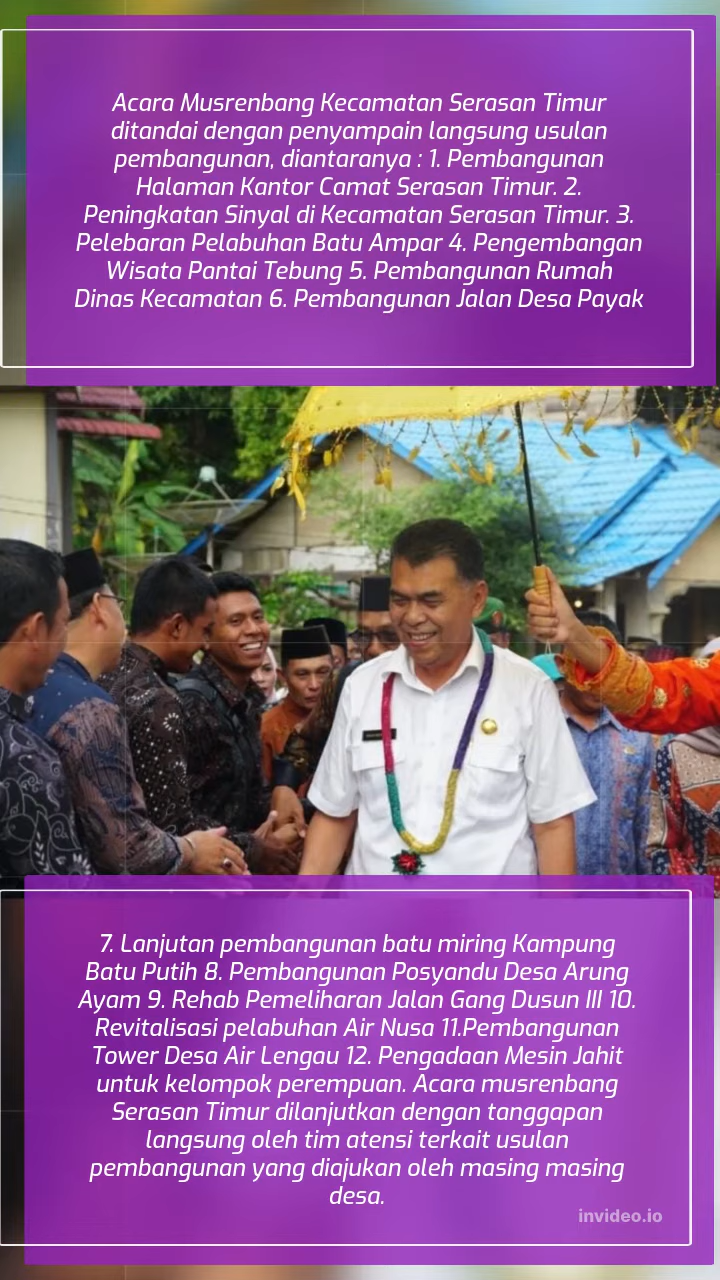 Acara Musrenbang Kecamatan Serasan Timur
ditandai dengan penyampain langsung usulan
pembangunan, diantaranya : 1. Pembangunan
Halaman Kantor Camat Serasan Timur. 2.
Peningkatan Sinyal di Kecamatan Serasan Timur. 3.
Pelebaran Pelabuhan Batu Ampar 4. Pengembangan
Wisata Pantai Tebung 5. Pembangunan Rumah
Dinas Kecamatan 6. Pembangunan Jalan Desa Payak
7. Lanjutan pembangunan batu miring Kampung
Batu Putih 8. Pembangunan Posyandu Desa Arung
Ayam 9. Rehab Pemeliharan Jalan Gang Dusun III 10.
Revitalisasi pelabuhan Air Nusa 11.Pembangunan
Tower Desa Air Lengau 12. Pengadaan Mesin Jahit
untuk kelompok perempuan. Acara musrenbang
Serasan Timur dilanjutkan dengan tanggapan
langsung oleh tim atensi terkait usulan
pembangunan yang diajukan oleh masing masing
desa.
invideo.io